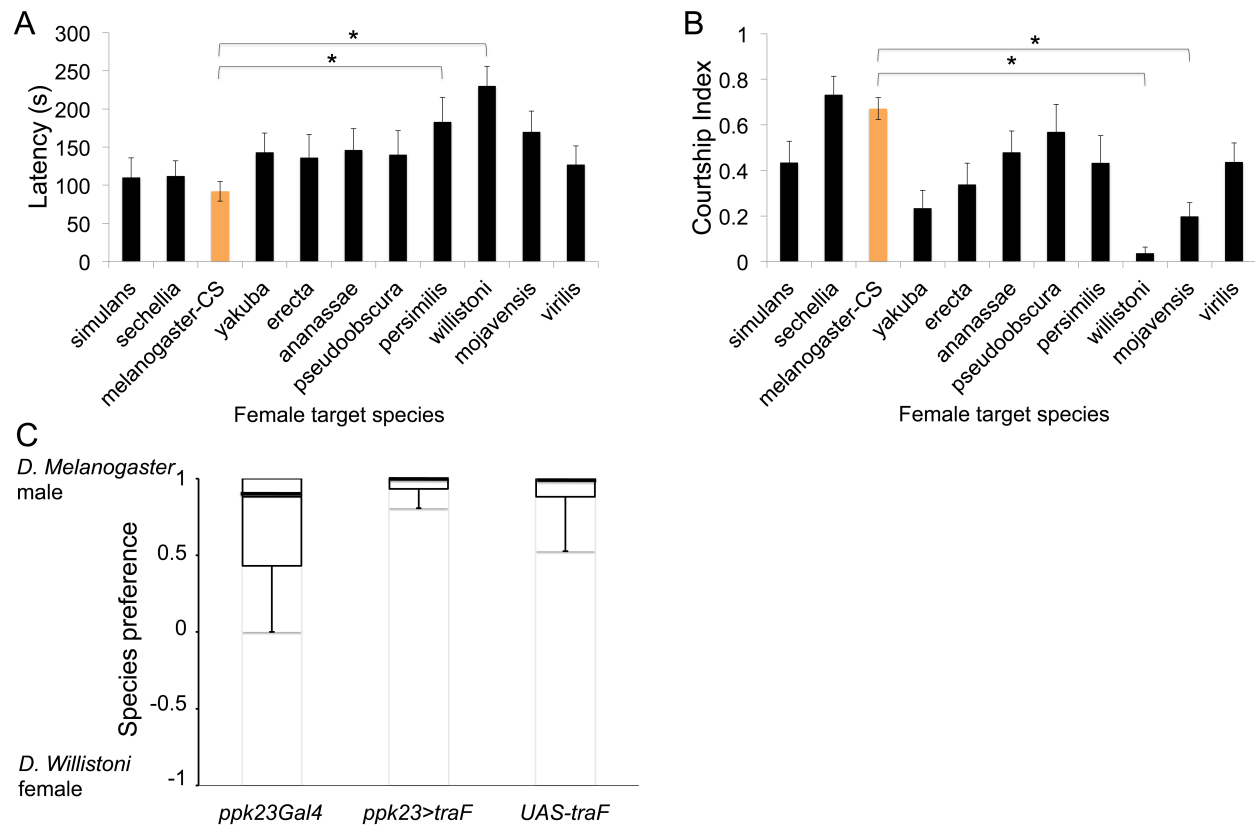 A
300
250
200
150
100
50
0
Latency (s)
*
*
simulans
sechellia
melanogaster-CS
yakuba
erecta
ananassae
pseudoobscura
persimilis
willistoni
mojavensis
virilis
Female target species
B
1
0.8
0.6
0.4
0.2
0
Courtship Index
*
*
simulans
sechellia
melanogaster-CS
yakuba
erecta
ananassae
pseudoobscura
persimilis
willistoni
mojavensis
virilis
Female target species
C
D. Melanogaster
male
1
0.5
0
-0.5
-1
Species preference
D. Willistoni
female
ppk23Gal4
ppk23>traF
UAS-traF